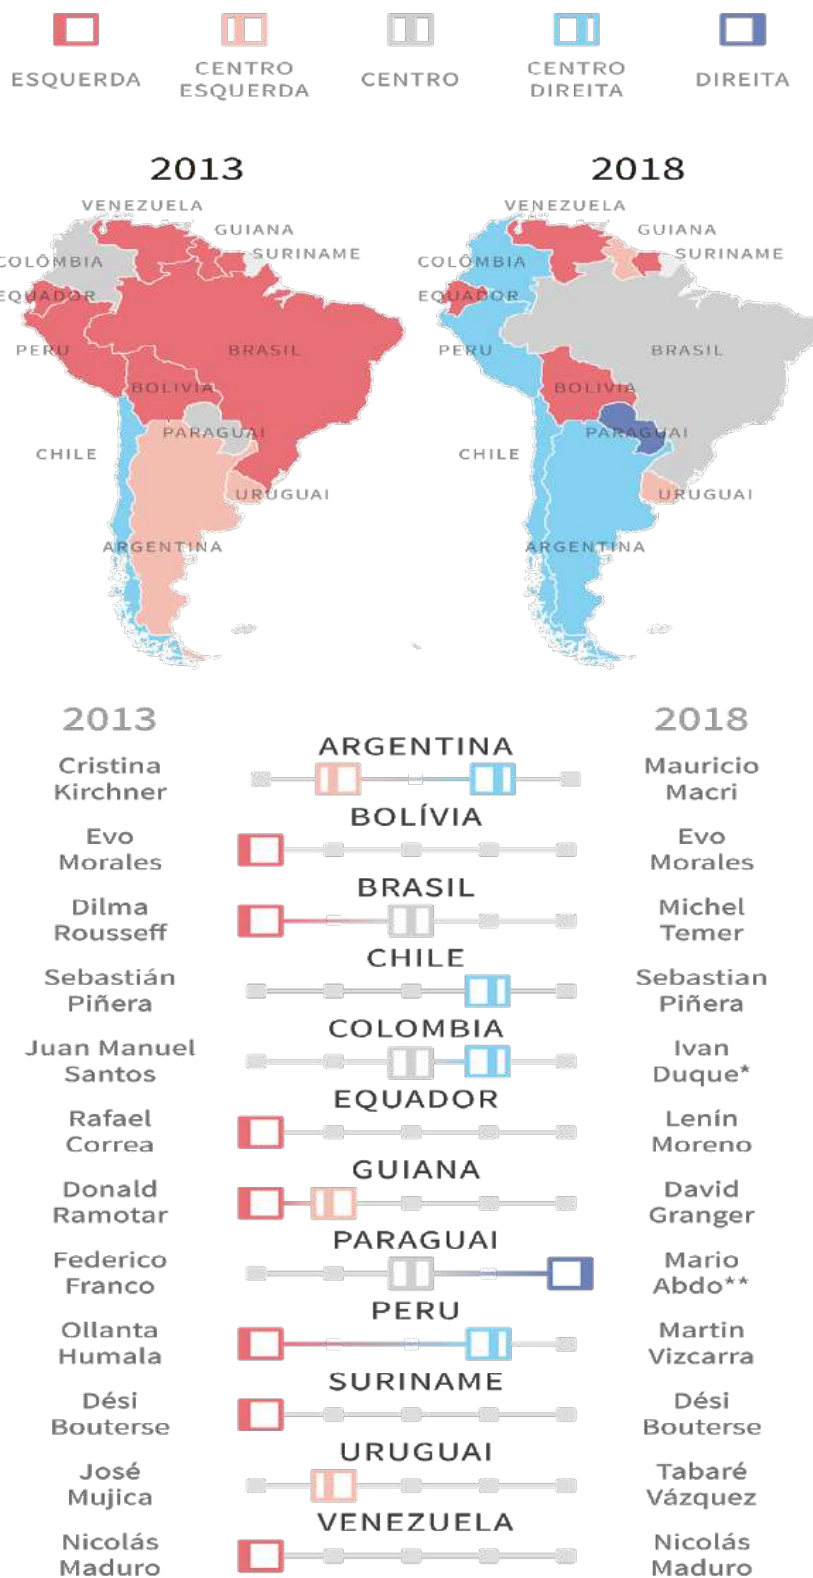 ESQUERDA
CENTRO
ESQUERDA
CENTRO
CENTRO
DIREITA
DIREITA
2013
VENEZUELA
GUIANA
SURINAME
COLÔMBIA
EQUADOR
PERU
BRASIL
BOLIVIA
PARAGUAI
CHILE
URUGUAI
ARGENTINA
2018
VENEZUELA
GUIANA
SURINAME
COLÔMBIA
EQUADOR
PERU
BRASIL
BOLIVIA
PARAGUAI
CHILE
URUGUAI
ARGENTINA
2013
2018
ARGENTINA
Cristina
Kirchner
Mauricio
Macri
BOLÍVIA
Evo
Morales
Evo
Morales
BRASIL
Dilma
Rousseff
Michel
Temer
CHILE
Sebastián
Piñera
Sebastian
Piñera
COLOMBIA
Juan Manuel
Santos
Ivan
Duque*
EQUADOR
Rafael
Correa
Lenín
Moreno
GUIANA
Donald
Ramotar
David
Granger
PARAGUAI
Federico
Franco
Mario
Abdo**
PERU
Ollanta
Humala
Martin
Vizcarra
SURINAME
Dési
Bouterse
Dési
Bouterse
URUGUAI
José
Mujica
Tabaré
Vázquez
VENEZUELA
Nicolás
Maduro
Nicolás
Maduro